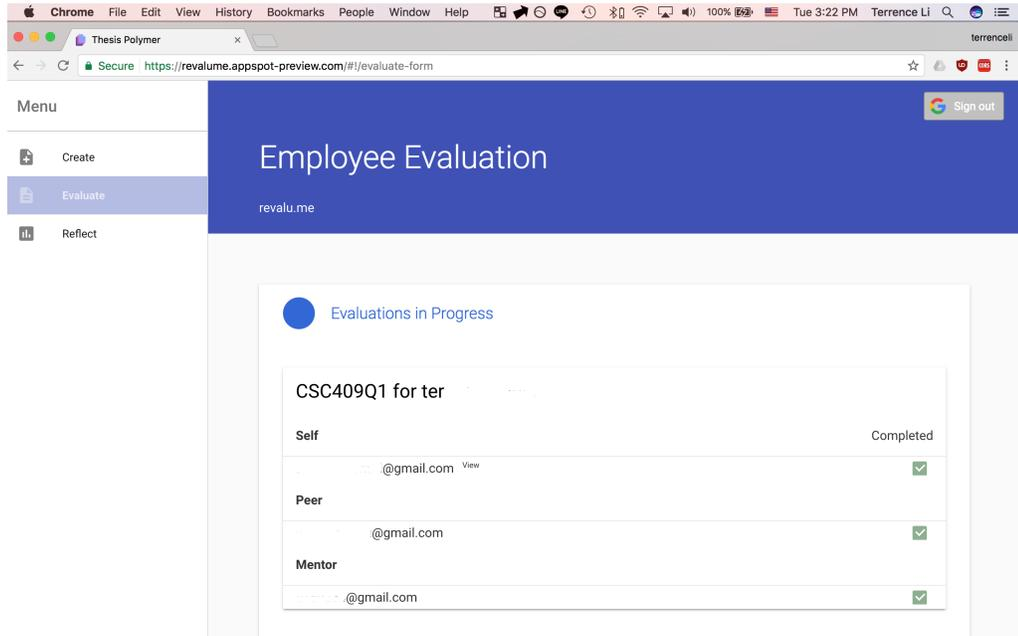 Chrome File Edit View History Bookmarks People Window Help 100% Tue 3:22 PM Terrence Li
Thesis Polymer × terrenceli
Secure https://revalume.appspot-preview.com/#!/evaluate-form
Menu
Sign out
Create
Evaluate
Reflect
Employee Evaluation
revalu.me
Evaluations in Progress
CSC409Q1 for ter
Self Completed
@gmail.com View
Peer
@gmail.com
Mentor
@gmail.com